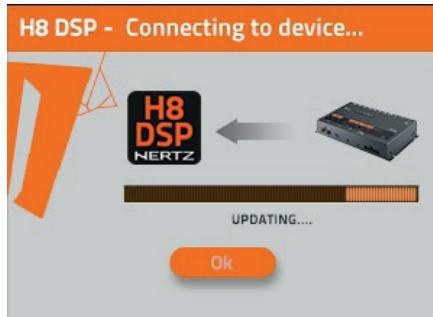 H8 DSP - Connecting to device...
H8
DSP
HERTZ
UPDATING....
Ok